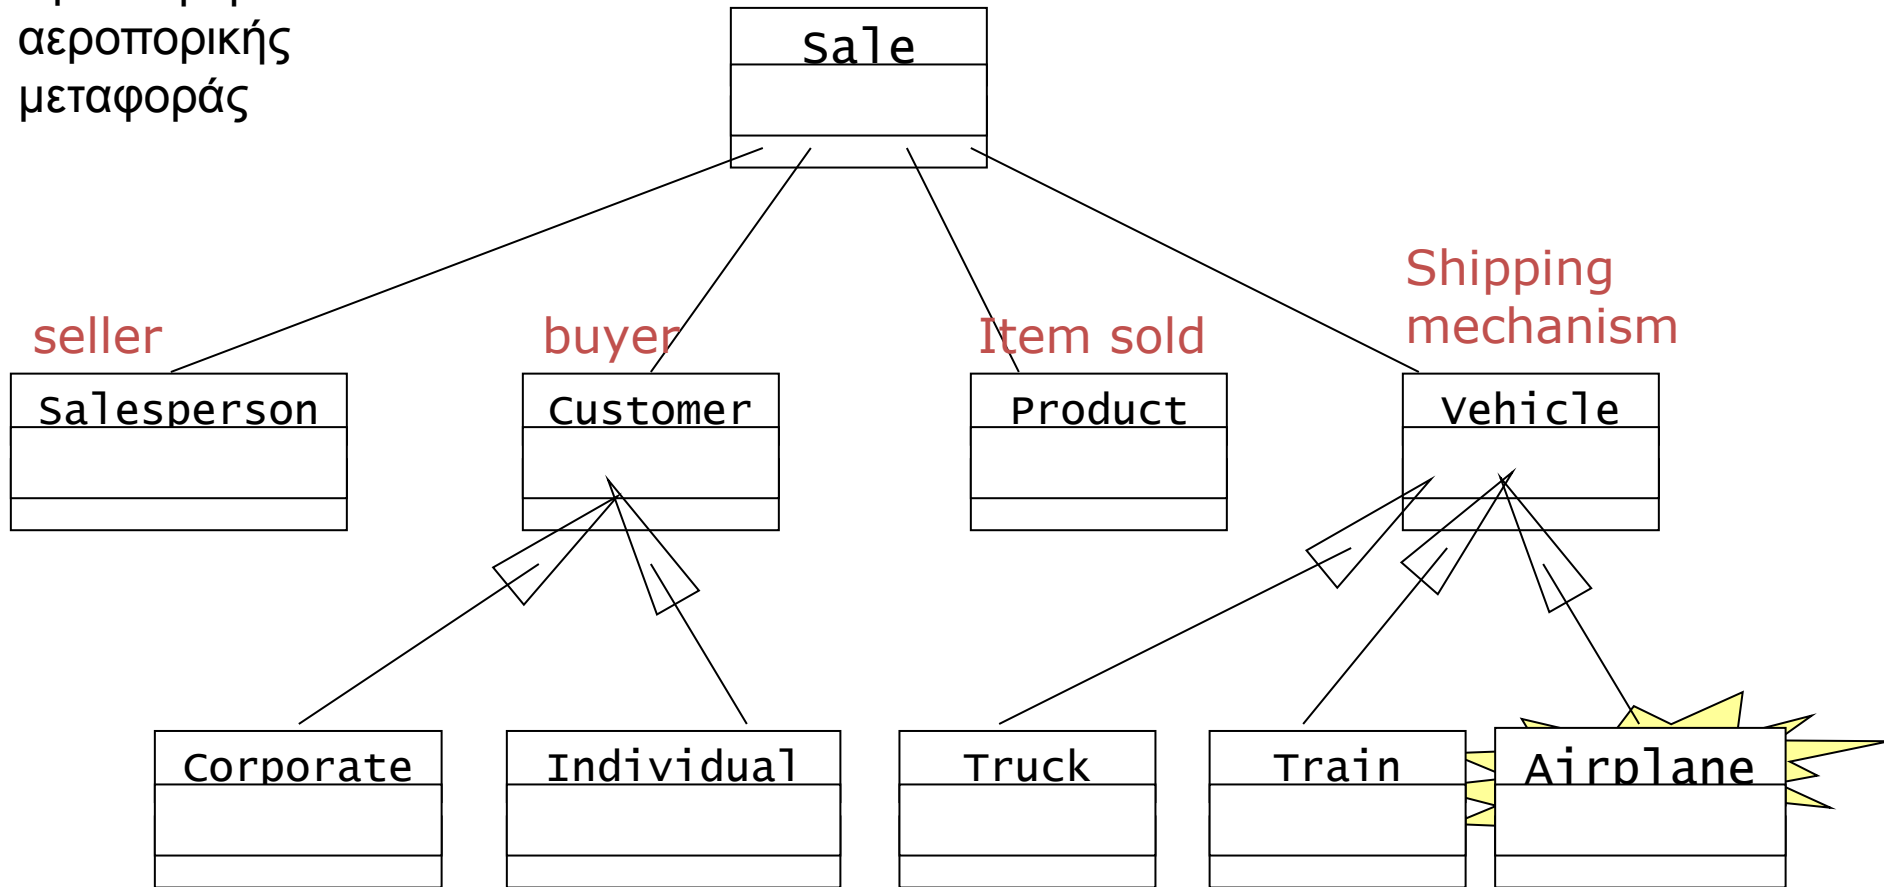 αεροπορικής
μεταφοράς
Sale
Shipping
mechanism
seller
buyer
Item sold
Salesperson
Customer
Product
Vehicle
Corporate
Individual
Truck
Train
Airplane